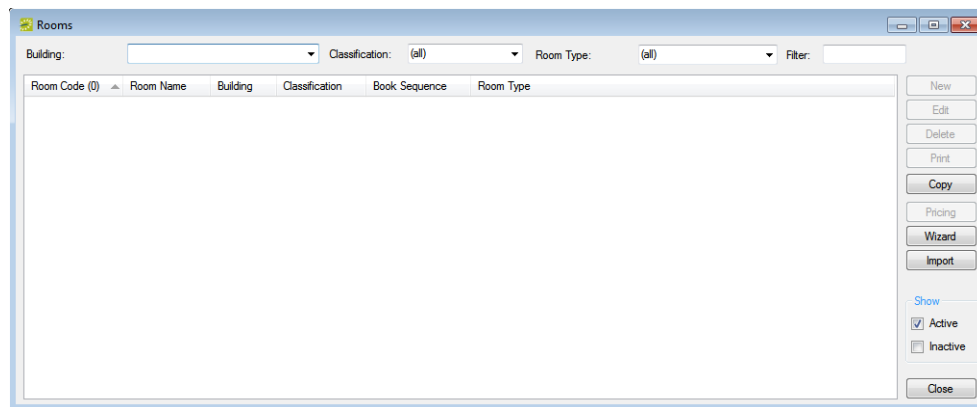 Rooms
Building: Classification: (all) Room Type: (all) Filter:
Room Code (0) Room Name Building Classification Book Sequence Room Type
New
Edit
Delete
Print
Copy
Pricing
Wizard
Import
Show
Active
Inactive
Close